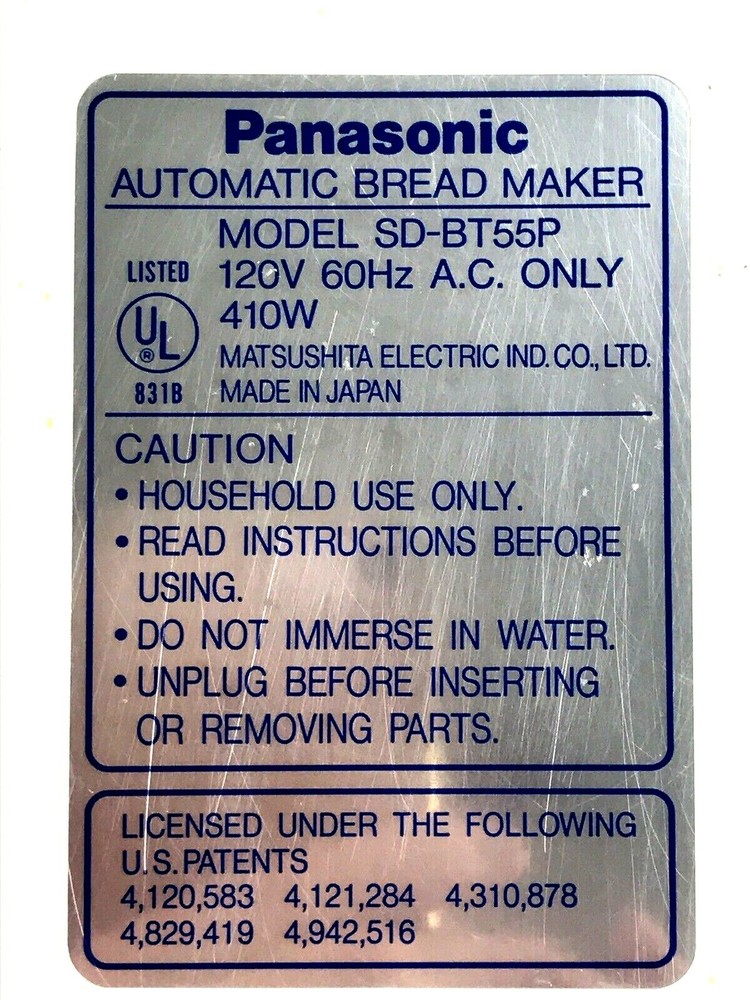 Panasonic
AUTOMATIC BREAD MAKER
MODEL SD-BT55P
LISTED
120V 60Hz A.C. ONLY
UL
®
410W
MATSUSHITA ELECTRIC IND. CO., LTD.
831B
MADE IN JAPAN
CAUTION
• HOUSEHOLD USE ONLY.
• READ INSTRUCTIONS BEFORE
USING.
• DO NOT IMMERSE IN WATER.
• UNPLUG BEFORE INSERTING
OR REMOVING PARTS.
LICENSED UNDER THE FOLLOWING
U.S. PATENTS
4,120,583 4,121,284 4,310,878
4,829,419 4,942,516